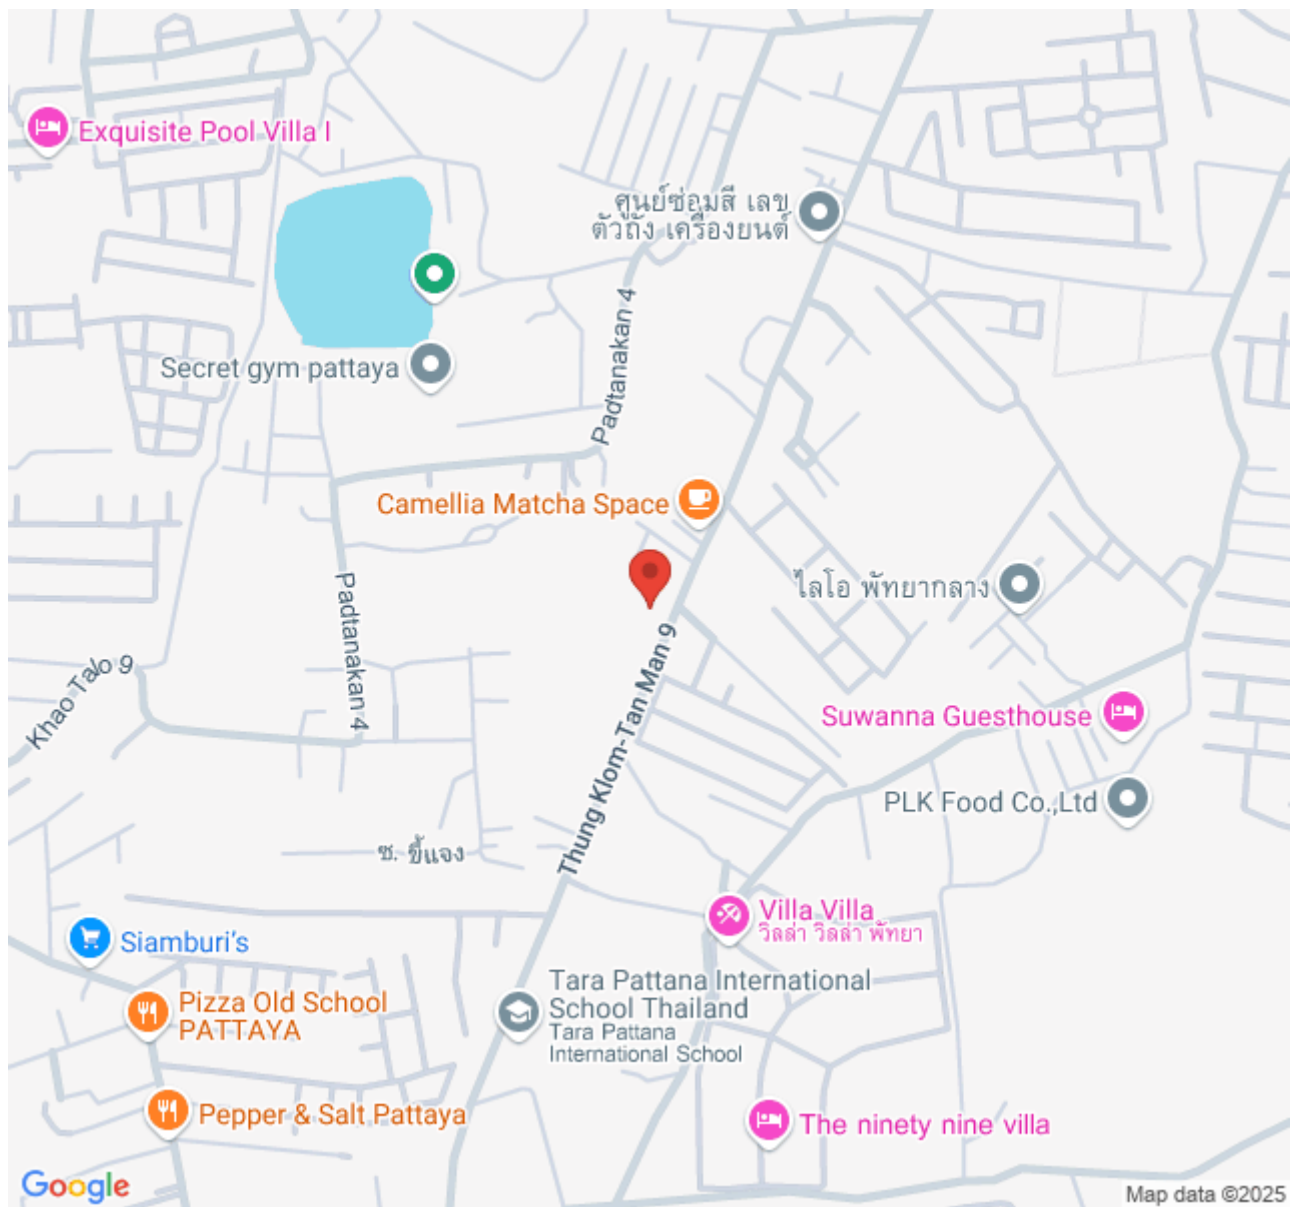 Exquisite Pool Villa I
ศูนย์ซ่อมสี เลข
ตัวถัง เครื่องยนต์
Padtanakan 4
Secret gym pattaya
Camellia Matcha Space
Padtanakan 4
ไลโอ พัทยากลาง
Khao Talo 9
Thung Klom-Tan Man 9
Suwanna Guesthouse
PLK Food Co.,Ltd
ซ. ขี้แจง
Villa Villa
วิลล่า วิลล่า พัทยา
Siamburi's
Tara Pattana International
School Thailand
Tara Pattana
International School
Pizza Old School
PATTAYA
Pepper & Salt Pattaya
The ninety nine villa
Google
Map data ©2025